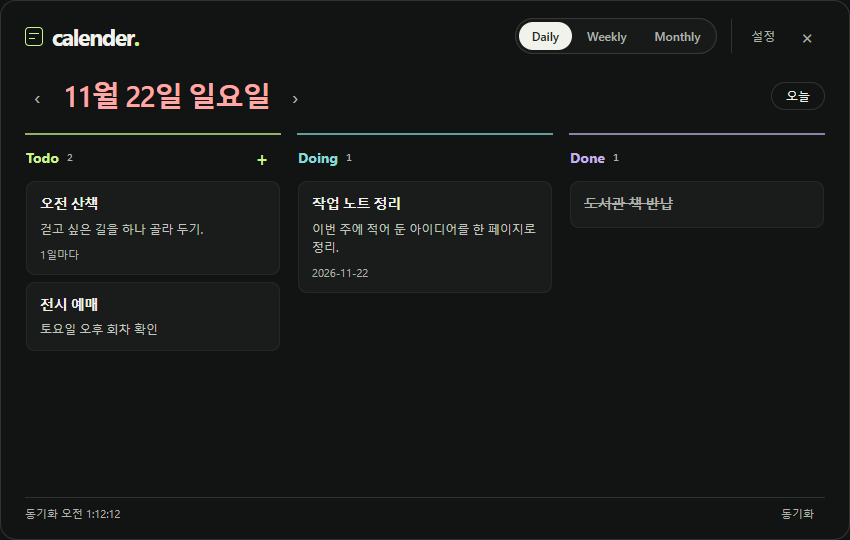 calender.
Daily Weekly Monthly 설정 ×
‹ 11월 22일 일요일 › 오늘
Todo 2 +
오전 산책
걷고 싶은 길을 하나 골라 두기.
1일마다
전시 예매
토요일 오후 회차 확인
Doing 1
작업 노트 정리
이번 주에 적어 둔 아이디어를 한 페이지로
정리.
2026-11-22
Done 1
도서관 책 반납
동기화 오전 1:12:12 동기화